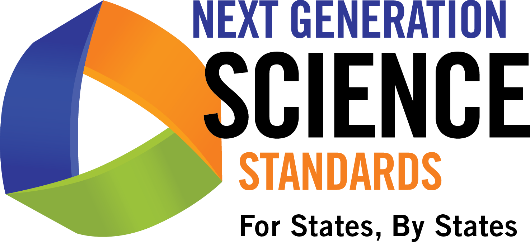 NEXT GENERATION
SCIENCE
STANDARDS
For States, By States